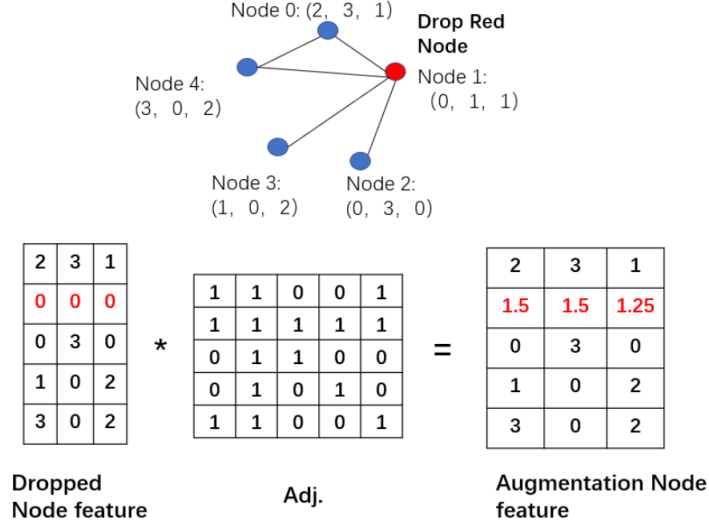 Node 0: (2, 3, 1)
Drop Red
Node
Node 1:
(0, 1, 1)
Node 4:
(3, 0, 2)
Node 3:
(1, 0, 2)
Node 2:
(0, 3, 0)
2 3 1
0 0 0
0 3 0
1 0 2
3 0 2
*
1 1 0 0 1
1 1 1 1 1
0 1 1 0 0
0 1 0 1 0
1 1 0 0 1
=
2 3 1
1.5 1.5 1.25
0 3 0
1 0 2
3 0 2
Dropped
Node feature
Adj.
Augmentation Node
feature